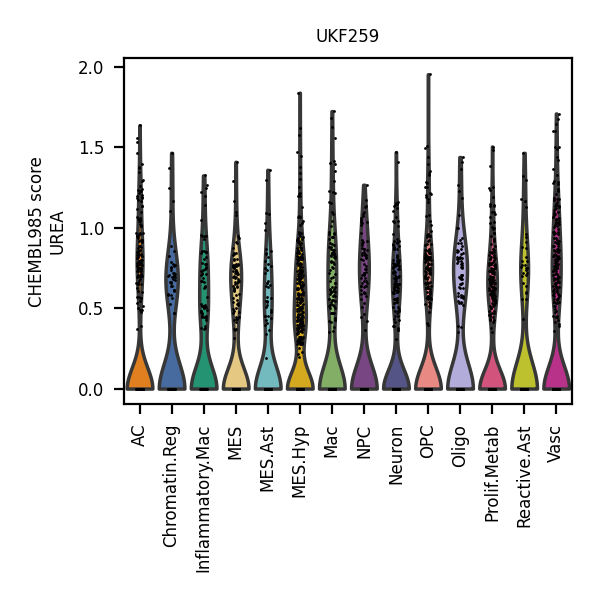 UKF259
CHEMBL985 score
UREA
2.0
1.5
1.0
0.5
0.0
AC
Chromatin.Reg
Inflammatory.Mac
MES
MES.Ast
MES.Hyp
Mac
NPC
Neuron
OPC
Oligo
Prolif.Metab
Reactive.Ast
Vasc